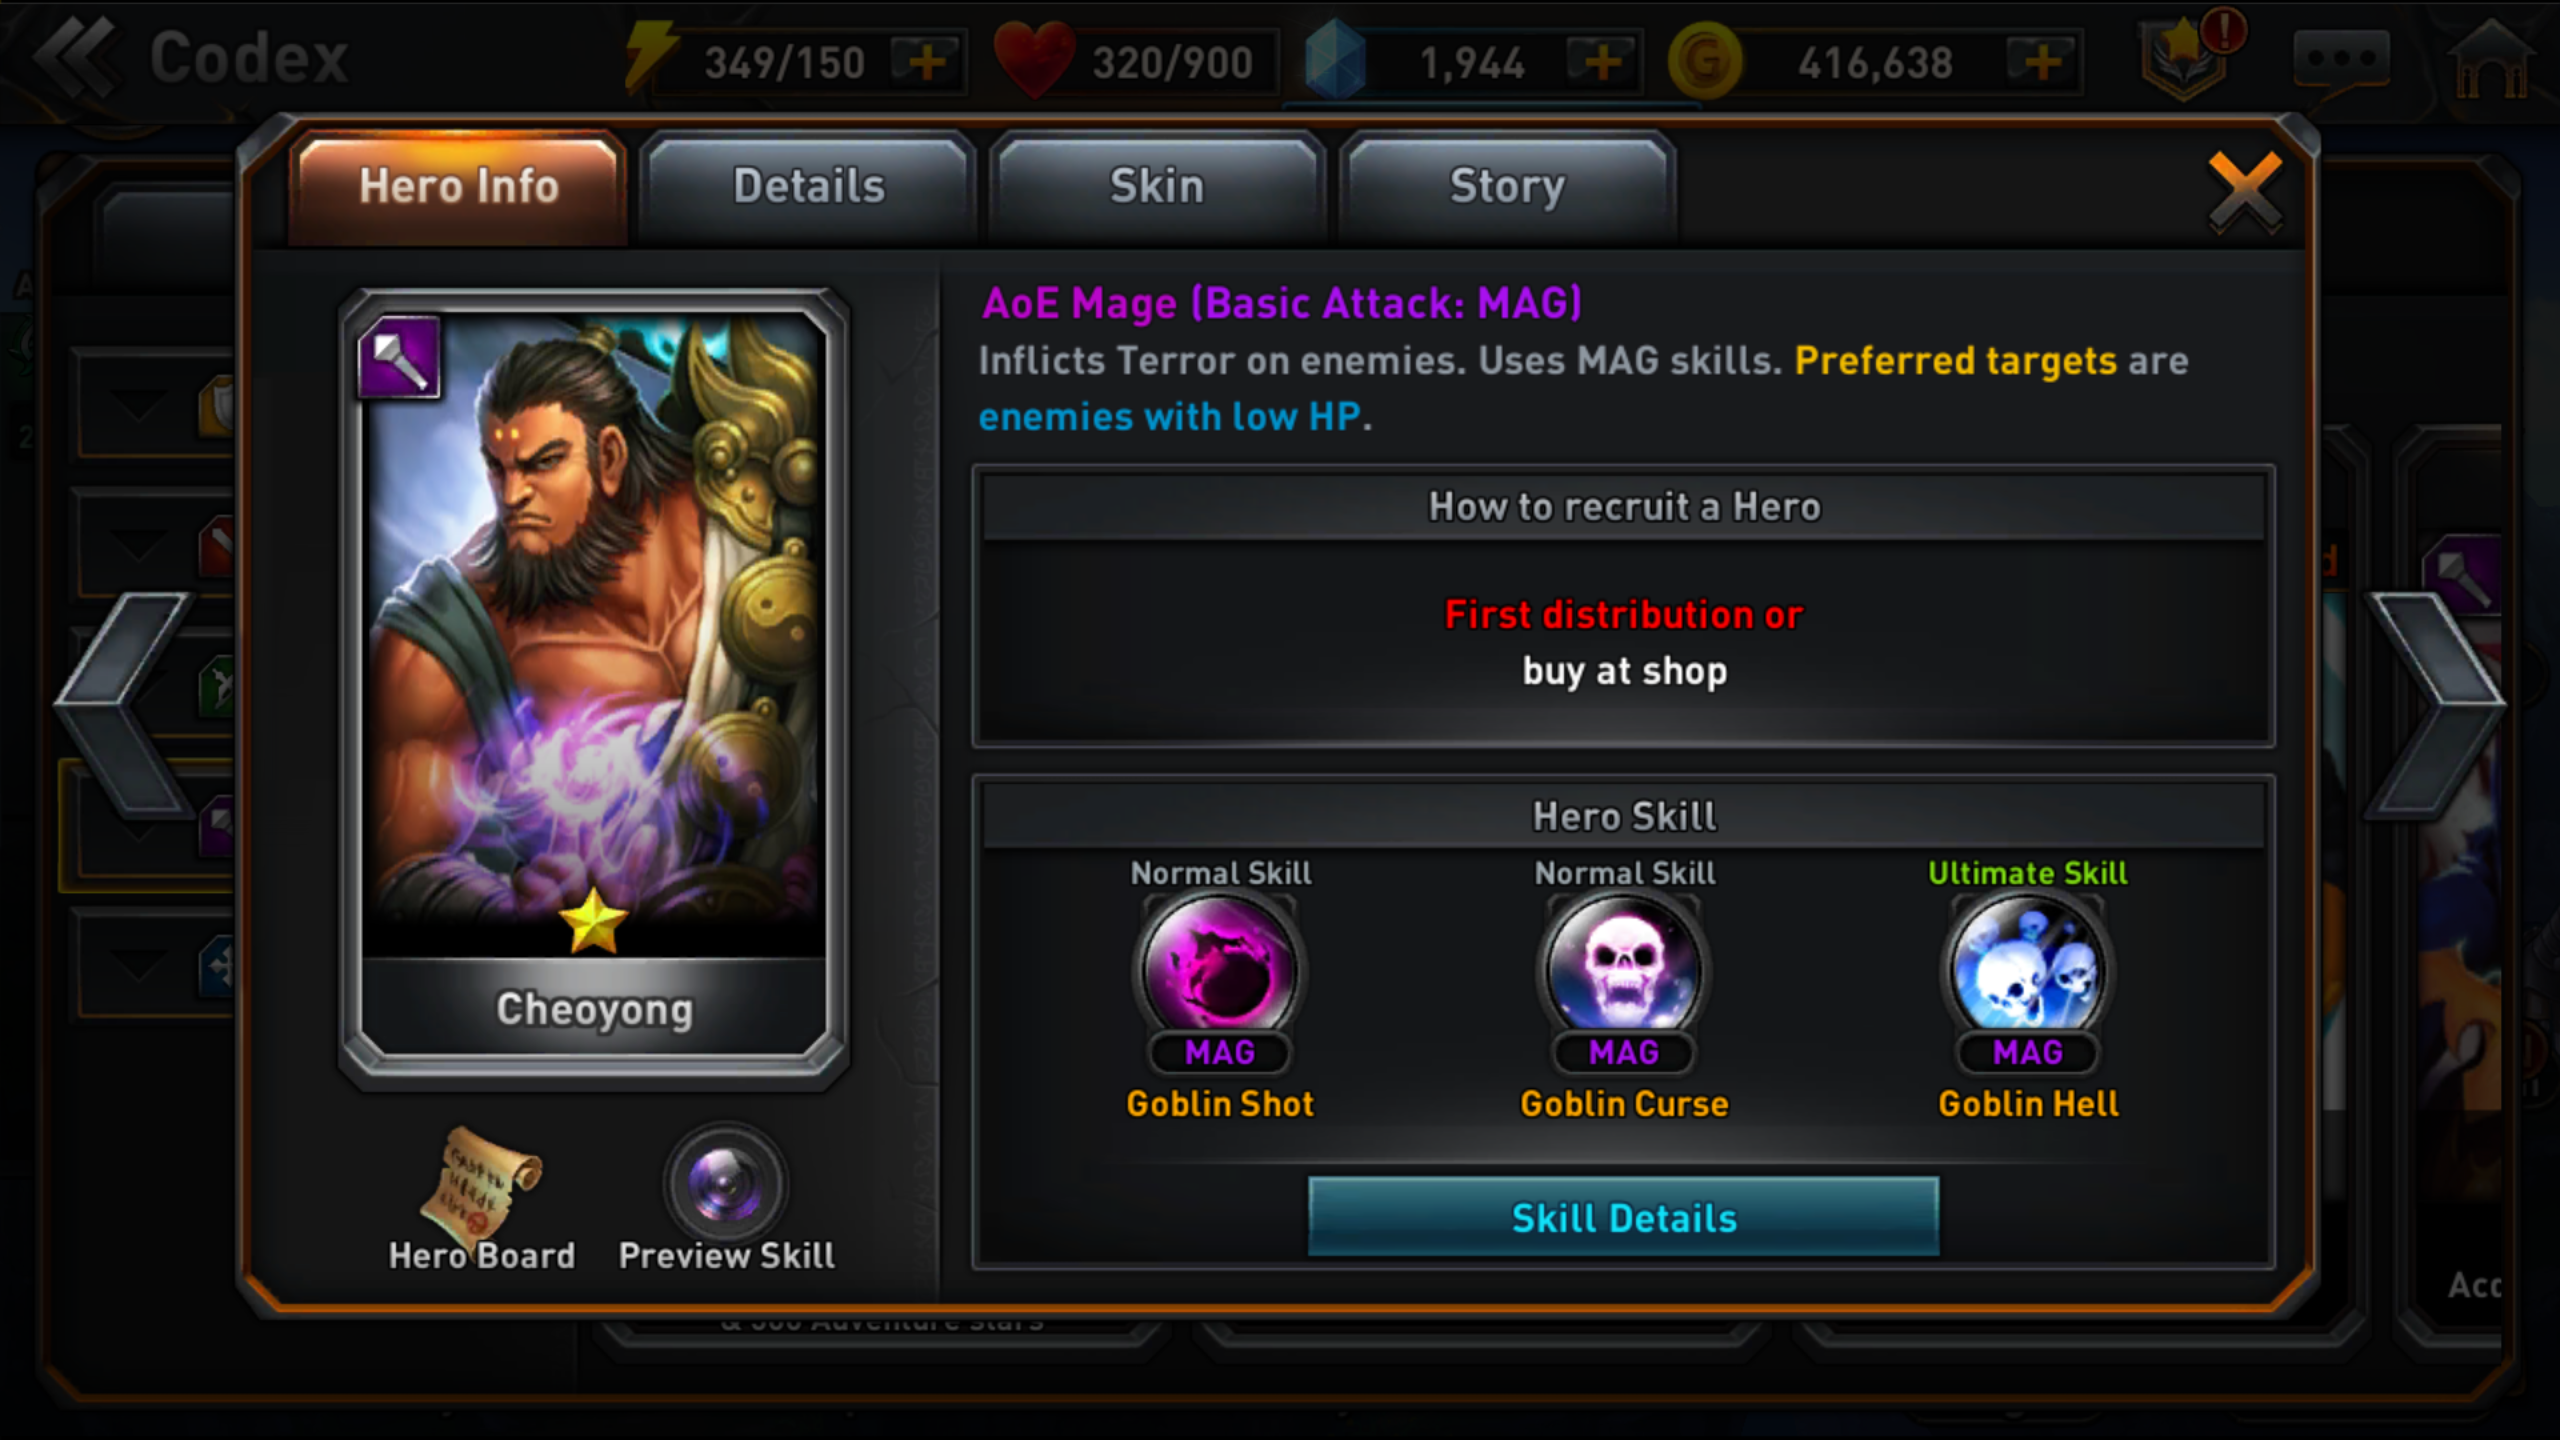 Codex
349/150
320/900
1,944
416,638
Hero Info
Details
Skin
Story
AoE Mage (Basic Attack: MAG)
Inflicts Terror on enemies. Uses MAG skills. Preferred targets are
enemies with low HP.
How to recruit a Hero
First distribution or
buy at shop
Hero Skill
Normal Skill
Normal Skill
Ultimate Skill
MAG
MAG
MAG
Goblin Shot
Goblin Curse
Goblin Hell
Skill Details
Cheoyong
Hero Board
Preview Skill
& 300 Adventure stars